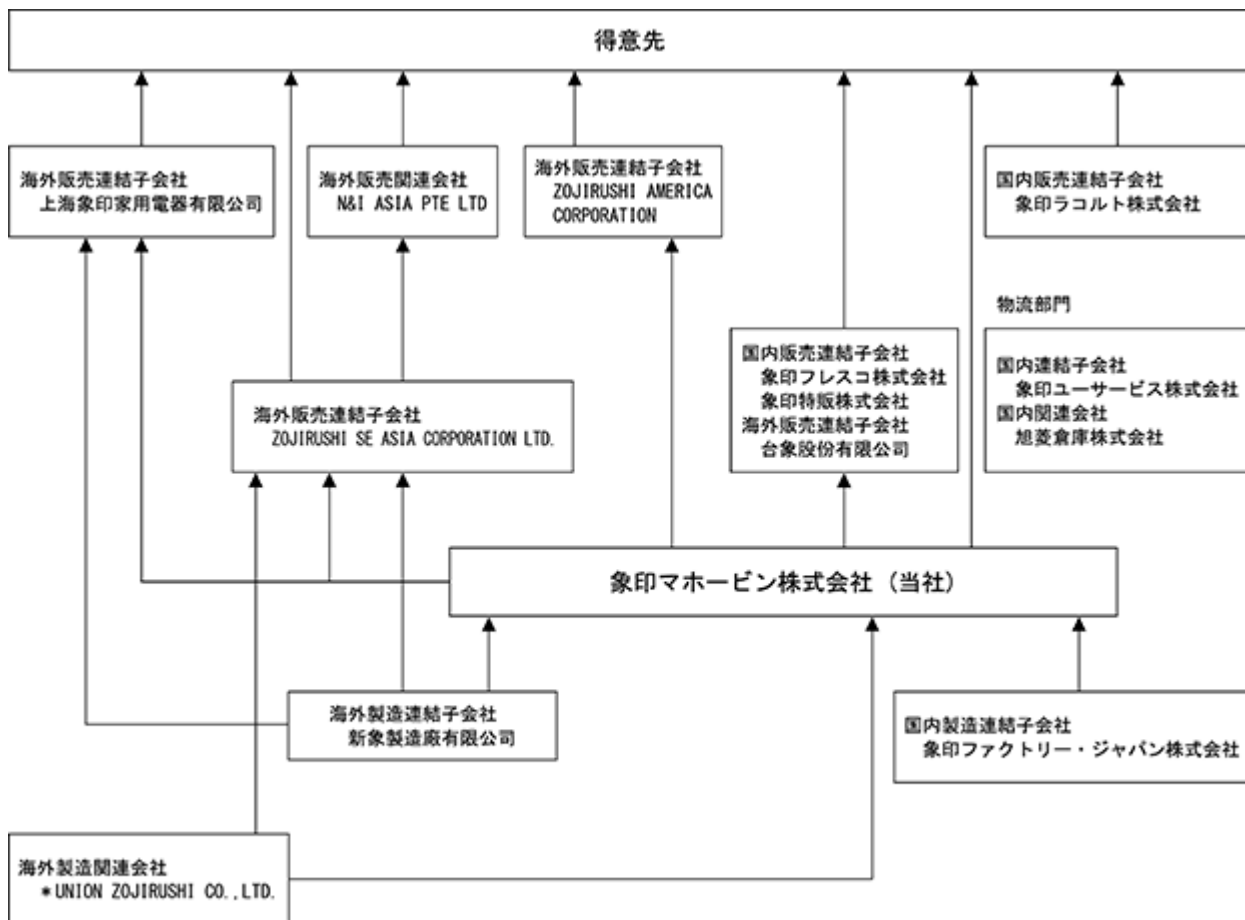 得意先
海外販売連結子会社
上海象印家用電器有限公司
海外販売関連会社
N&I ASIA PTE LTD
海外販売連結子会社
ZOJIRUSHI AMERICA
CORPORATION
国内販売連結子会社
象印ラコルト株式会社
物流部門
国内連結子会社
象印ユーサービス株式会社
国内関連会社
旭菱倉庫株式会社
国内販売連結子会社
象印フレスコ株式会社
象印特販株式会社
海外販売連結子会社
台象股份有限公司
海外販売連結子会社
ZOJIRUSHI SE ASIA CORPORATION LTD.
象印マホービン株式会社（当社）
海外製造連結子会社
新象製造廠有限公司
国内製造連結子会社
象印ファクトリー・ジャパン株式会社
海外製造関連会社
＊UNION ZOJIRUSHI CO.,LTD.